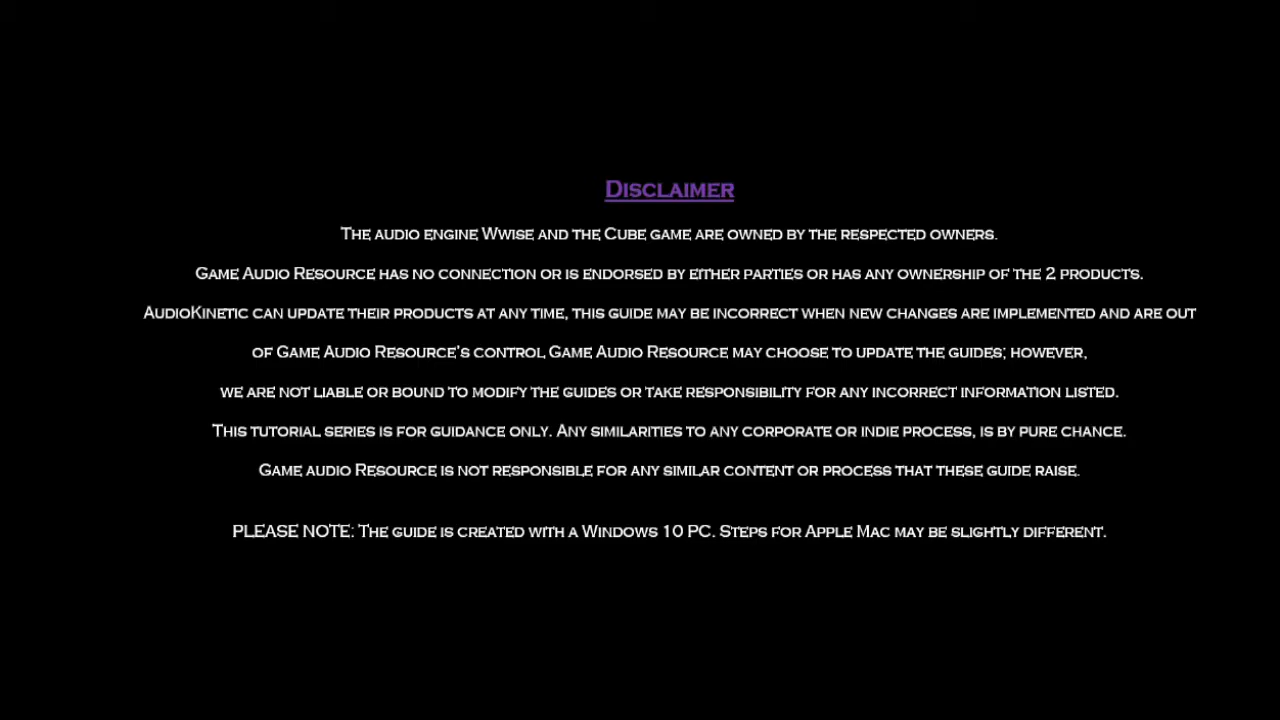 Disclaimer
The audio engine Wwise and the Cube game are owned by the respected owners.
Game Audio Resource has no connection or is endorsed by either parties or has any ownership of the 2 products.
AudioKinetic can update their products at any time, this guide may be incorrect when new changes are implemented and are out
of Game Audio Resource's control Game Audio Resource may choose to update the guides; however,
we are not liable or bound to modify the guides or take responsibility for any incorrect information listed.
This tutorial series is for guidance only. Any similarities to any corporate or indie process, is by pure chance.
Game audio Resource is not responsible for any similar content or process that these guide raise.
PLEASE NOTE: The guide is created with a Windows 10 PC. Steps for Apple Mac may be slightly different.